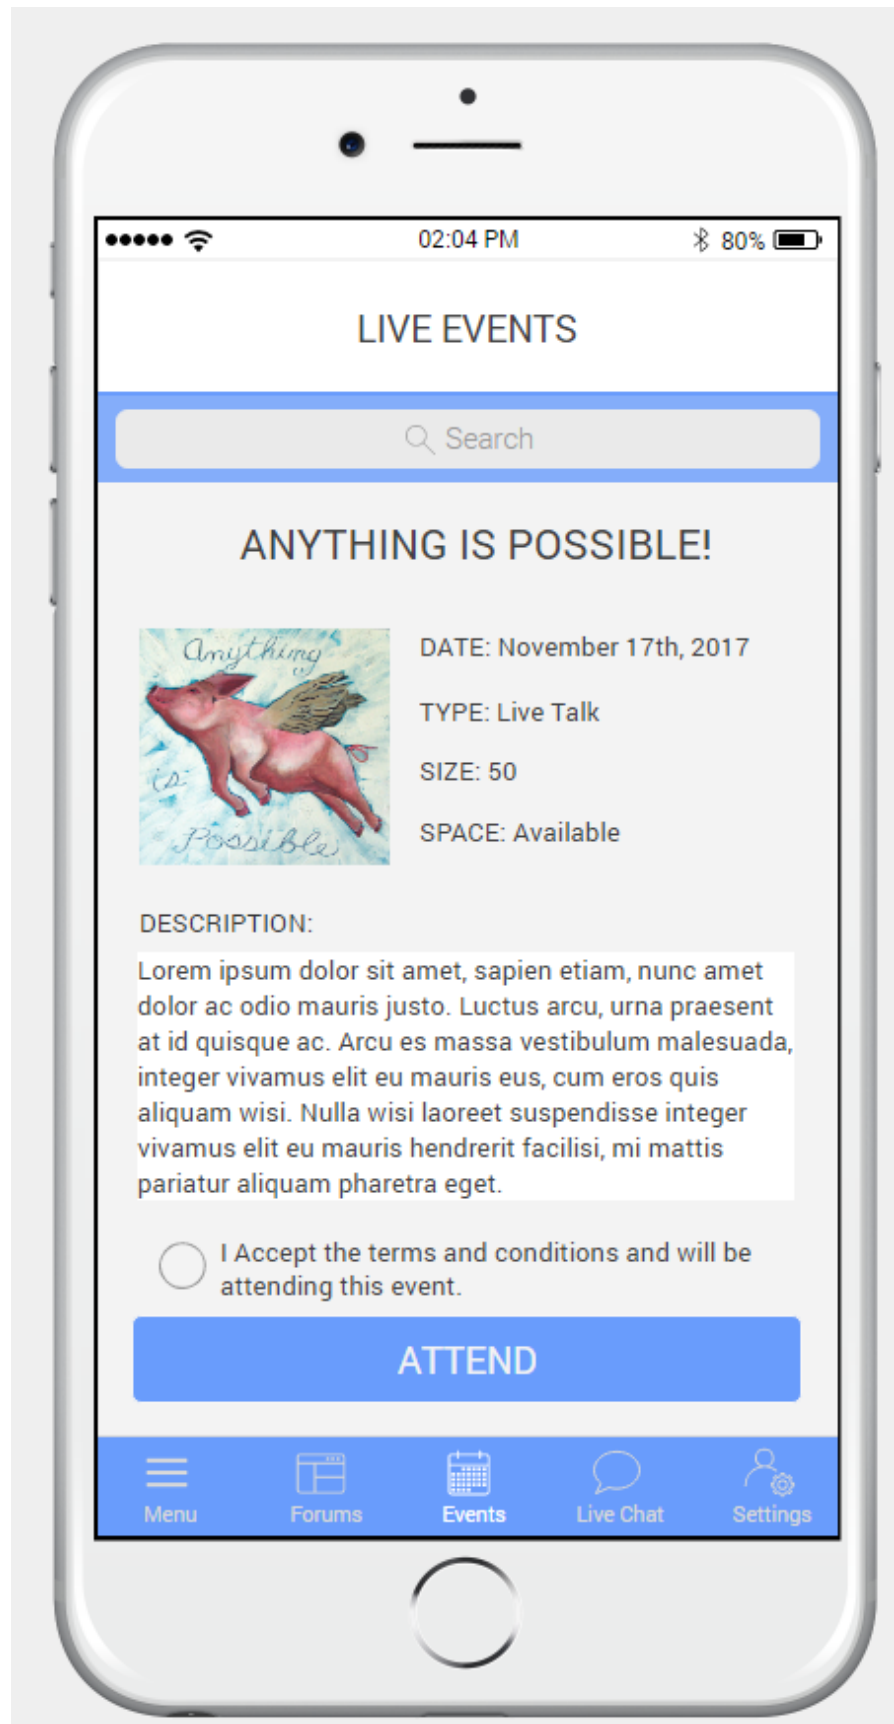 02:04 PM
80%
LIVE EVENTS
Search
ANYTHING IS POSSIBLE!
Anything
is
Possible
DATE: November 17th, 2017
TYPE: Live Talk
SIZE: 50
SPACE: Available
DESCRIPTION:
Lorem ipsum dolor sit amet, sapien etiam, nunc amet
dolor ac odio mauris justo. Luctus arcu, urna praesent
at id quisque ac. Arcu es massa vestibulum malesuada,
integer vivamus elit eu mauris eus, cum eros quis
aliquam wisi. Nulla wisi laoreet suspendisse integer
vivamus elit eu mauris hendrerit facilisi, mi mattis
pariatur aliquam pharetra eget.
I Accept the terms and conditions and will be
attending this event.
ATTEND
Menu
Forums
Events
Live Chat
Settings